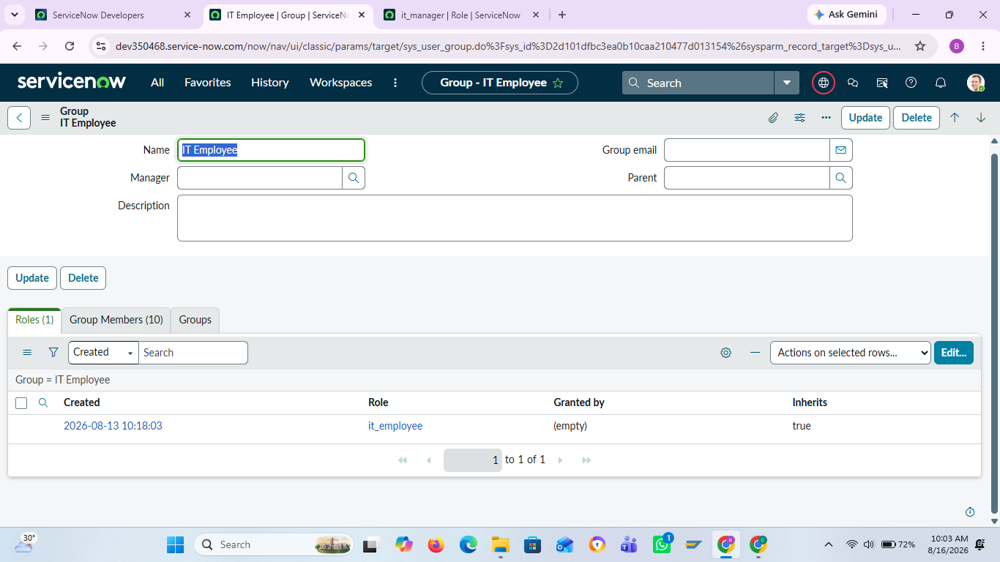 ServiceNow Developers
IT Employee | Group | ServiceNo
it_manager | Role | ServiceNow
Ask Gemini
dev350468.service-now.com/now/nav/ui/classic/params/target/sys_user_group.do%3Fsys_id%3D2d101dfbc3ea0b10caa210477d013154%26sysparm_record_target%3Dsys_u...
B
servicenow All Favorites History Workspaces Group - IT Employee Search
Group
IT Employee
Update Delete
Name IT Employee Group email
Manager Parent
Description
Update Delete
Roles (1) Group Members (10) Groups
Created Search Actions on selected rows... Edit...
Group = IT Employee
Created Role Granted by Inherits
2026-08-13 10:18:03 it_employee (empty) true
1 to 1 of 1
30°
Search
1
72%
10:03 AM
8/16/2026